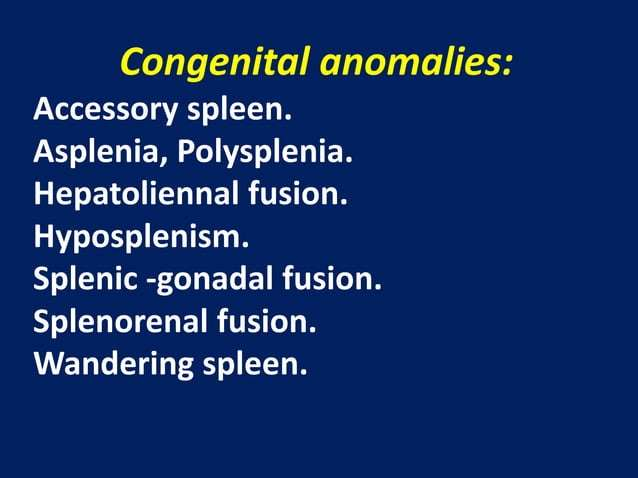 Congenital anomalies:
Accessory spleen.
Asplenia, Polysplenia.
Hepatoliennal fusion.
Hyposplenism.
Splenic -gonadal fusion.
Splenorenal fusion.
Wandering spleen.